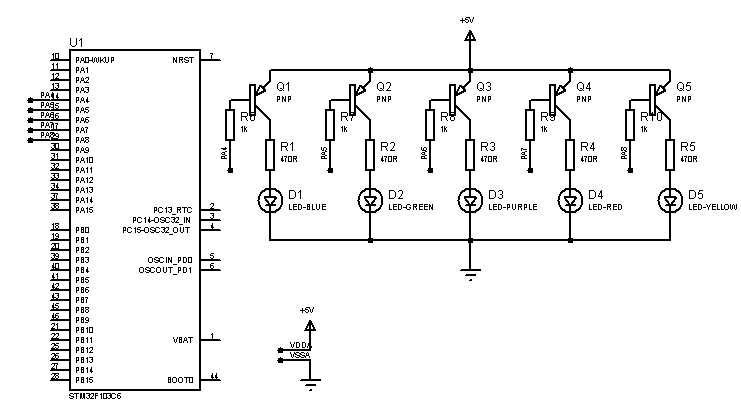 +5V
U1
10 PA0-WKUP NRST 7
11 PA1
12 PA2
13 PA3
PA4 14 PA4
PA5 15 PA5
PA6 16 PA6
PA7 17 PA7
PA8 29 PA8
30 PA9
31 PA10
32 PA11
33 PA12
34 PA13
37 PA14
38 PA15
PC13_RTC 2
PC14-OSC32_IN 3
PC15-OSC32_OUT 4
18 PB0
19 PB1
20 PB2
39 PB3 OSCIN_PD0 5
40 PB4 OSCOUT_PD1 6
41 PB5
42 PB6
43 PB7
45 PB8
46 PB9
21 PB10
22 PB11 VBAT 1
25 PB12
26 PB13
27 PB14
28 PB15 BOOT0 44
STM32F103C6
Q1
PNP
Q2
PNP
Q3
PNP
Q4
PNP
Q5
PNP
R6
1k
R7
1k
R8
1k
R9
1k
R10
1k
PA4
PA5
PA6
PA7
PA8
R1
470R
R2
470R
R3
470R
R4
470R
R5
470R
D1
LED-BLUE
D2
LED-GREEN
D3
LED-PURPLE
D4
LED-RED
D5
LED-YELLOW
+5V
VDDA
VSSA